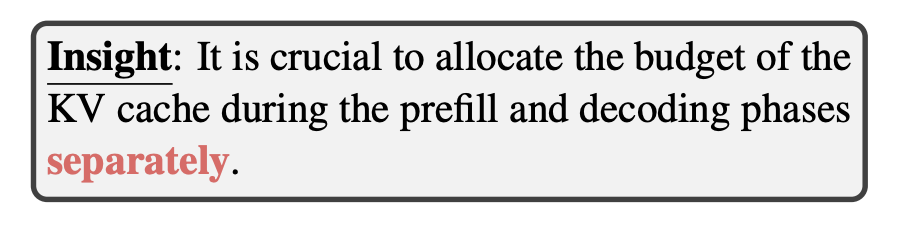 Insight: It is crucial to allocate the budget of the
KV cache during the prefill and decoding phases
separately.